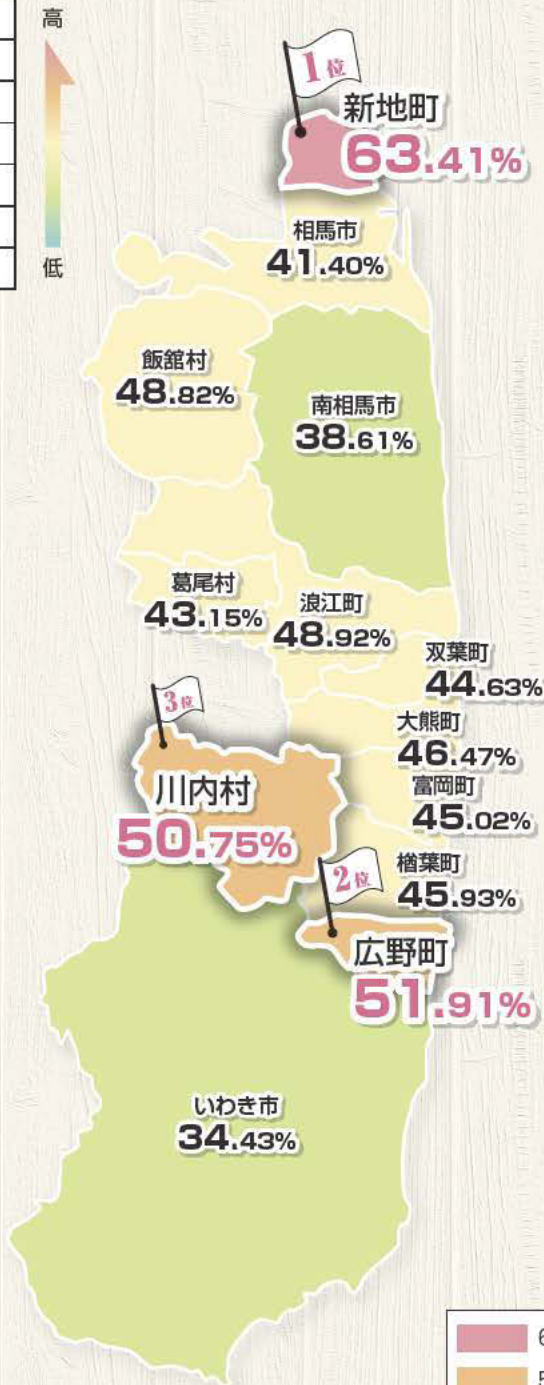 高
低
1位
新地町
63.41%
相馬市
41.40%
飯舘村
48.82%
南相馬市
38.61%
葛尾村
43.15%
浪江町
48.92%
双葉町
44.63%
大熊町
46.47%
富岡町
45.02%
3位
川内村
50.75%
楢葉町
45.93%
2位
広野町
51.91%
いわき市
34.43%
6